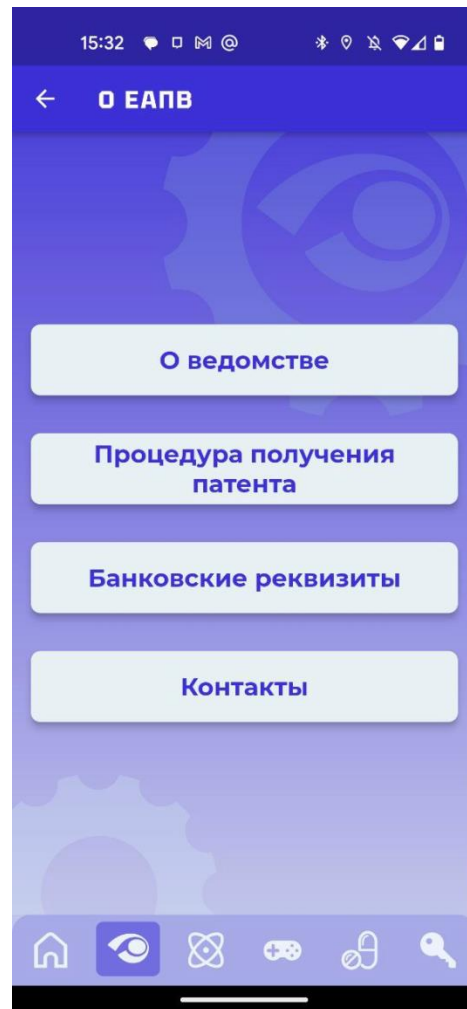 15:32
О ЕАПВ
О ведомстве
Процедура получения
патента
Банковские реквизиты
Контакты